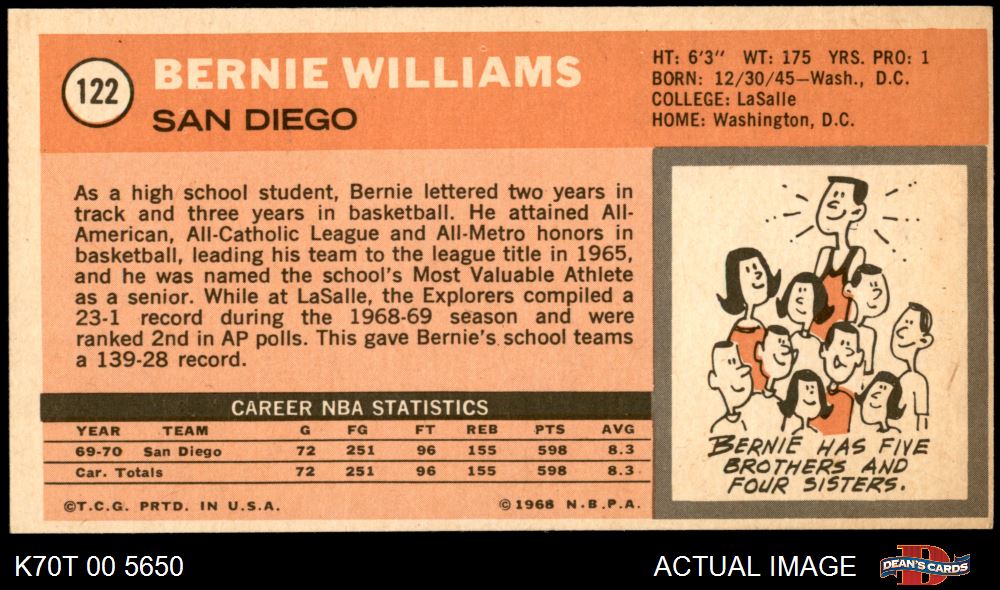 122
BERNIE WILLIAMS
SAN DIEGO
HT: 6'3" WT: 175 YRS. PRO: 1
BORN: 12/30/45—Wash., D.C.
COLLEGE: LaSalle
HOME: Washington, D.C.
As a high school student, Bernie lettered two years in
track and three years in basketball. He attained All-
American, All-Catholic League and All-Metro honors in
basketball, leading his team to the league title in 1965,
and he was named the school's Most Valuable Athlete
as a senior. While at LaSalle, the Explorers compiled a
23-1 record during the 1968-69 season and were
ranked 2nd in AP polls. This gave Bernie's school teams
a 139-28 record.
CAREER NBA STATISTICS
YEAR TEAM G FG FT REB PTS AVG
69-70 San Diego 72 251 96 155 598 8.3
Car. Totals 72 251 96 155 598 8.3
©T.C.G. PRTD. IN U.S.A. ©1968 N.B.P.A.
BERNIE HAS FIVE
BROTHERS AND
FOUR SISTERS.
K70T 00 5650 ACTUAL IMAGE D DEAN'S CARDS